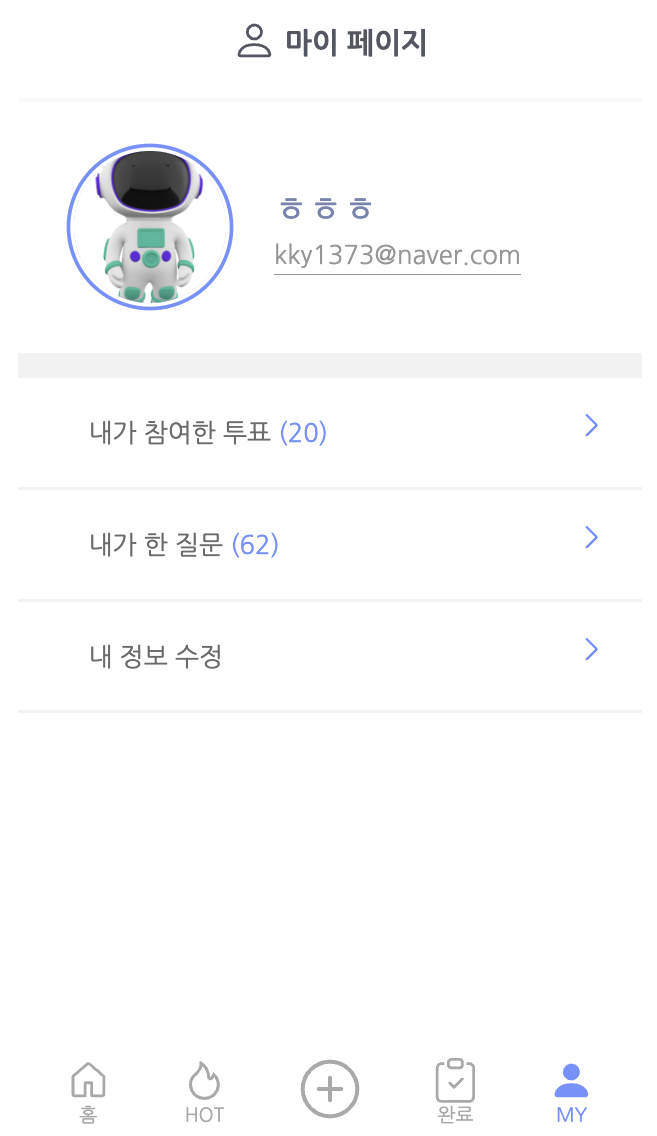 마이 페이지
ㅎㅎㅎ
kky1373@naver.com
내가 참여한 투표 (20)
내가 한 질문 (62)
내 정보 수정
홈 HOT 완료 MY